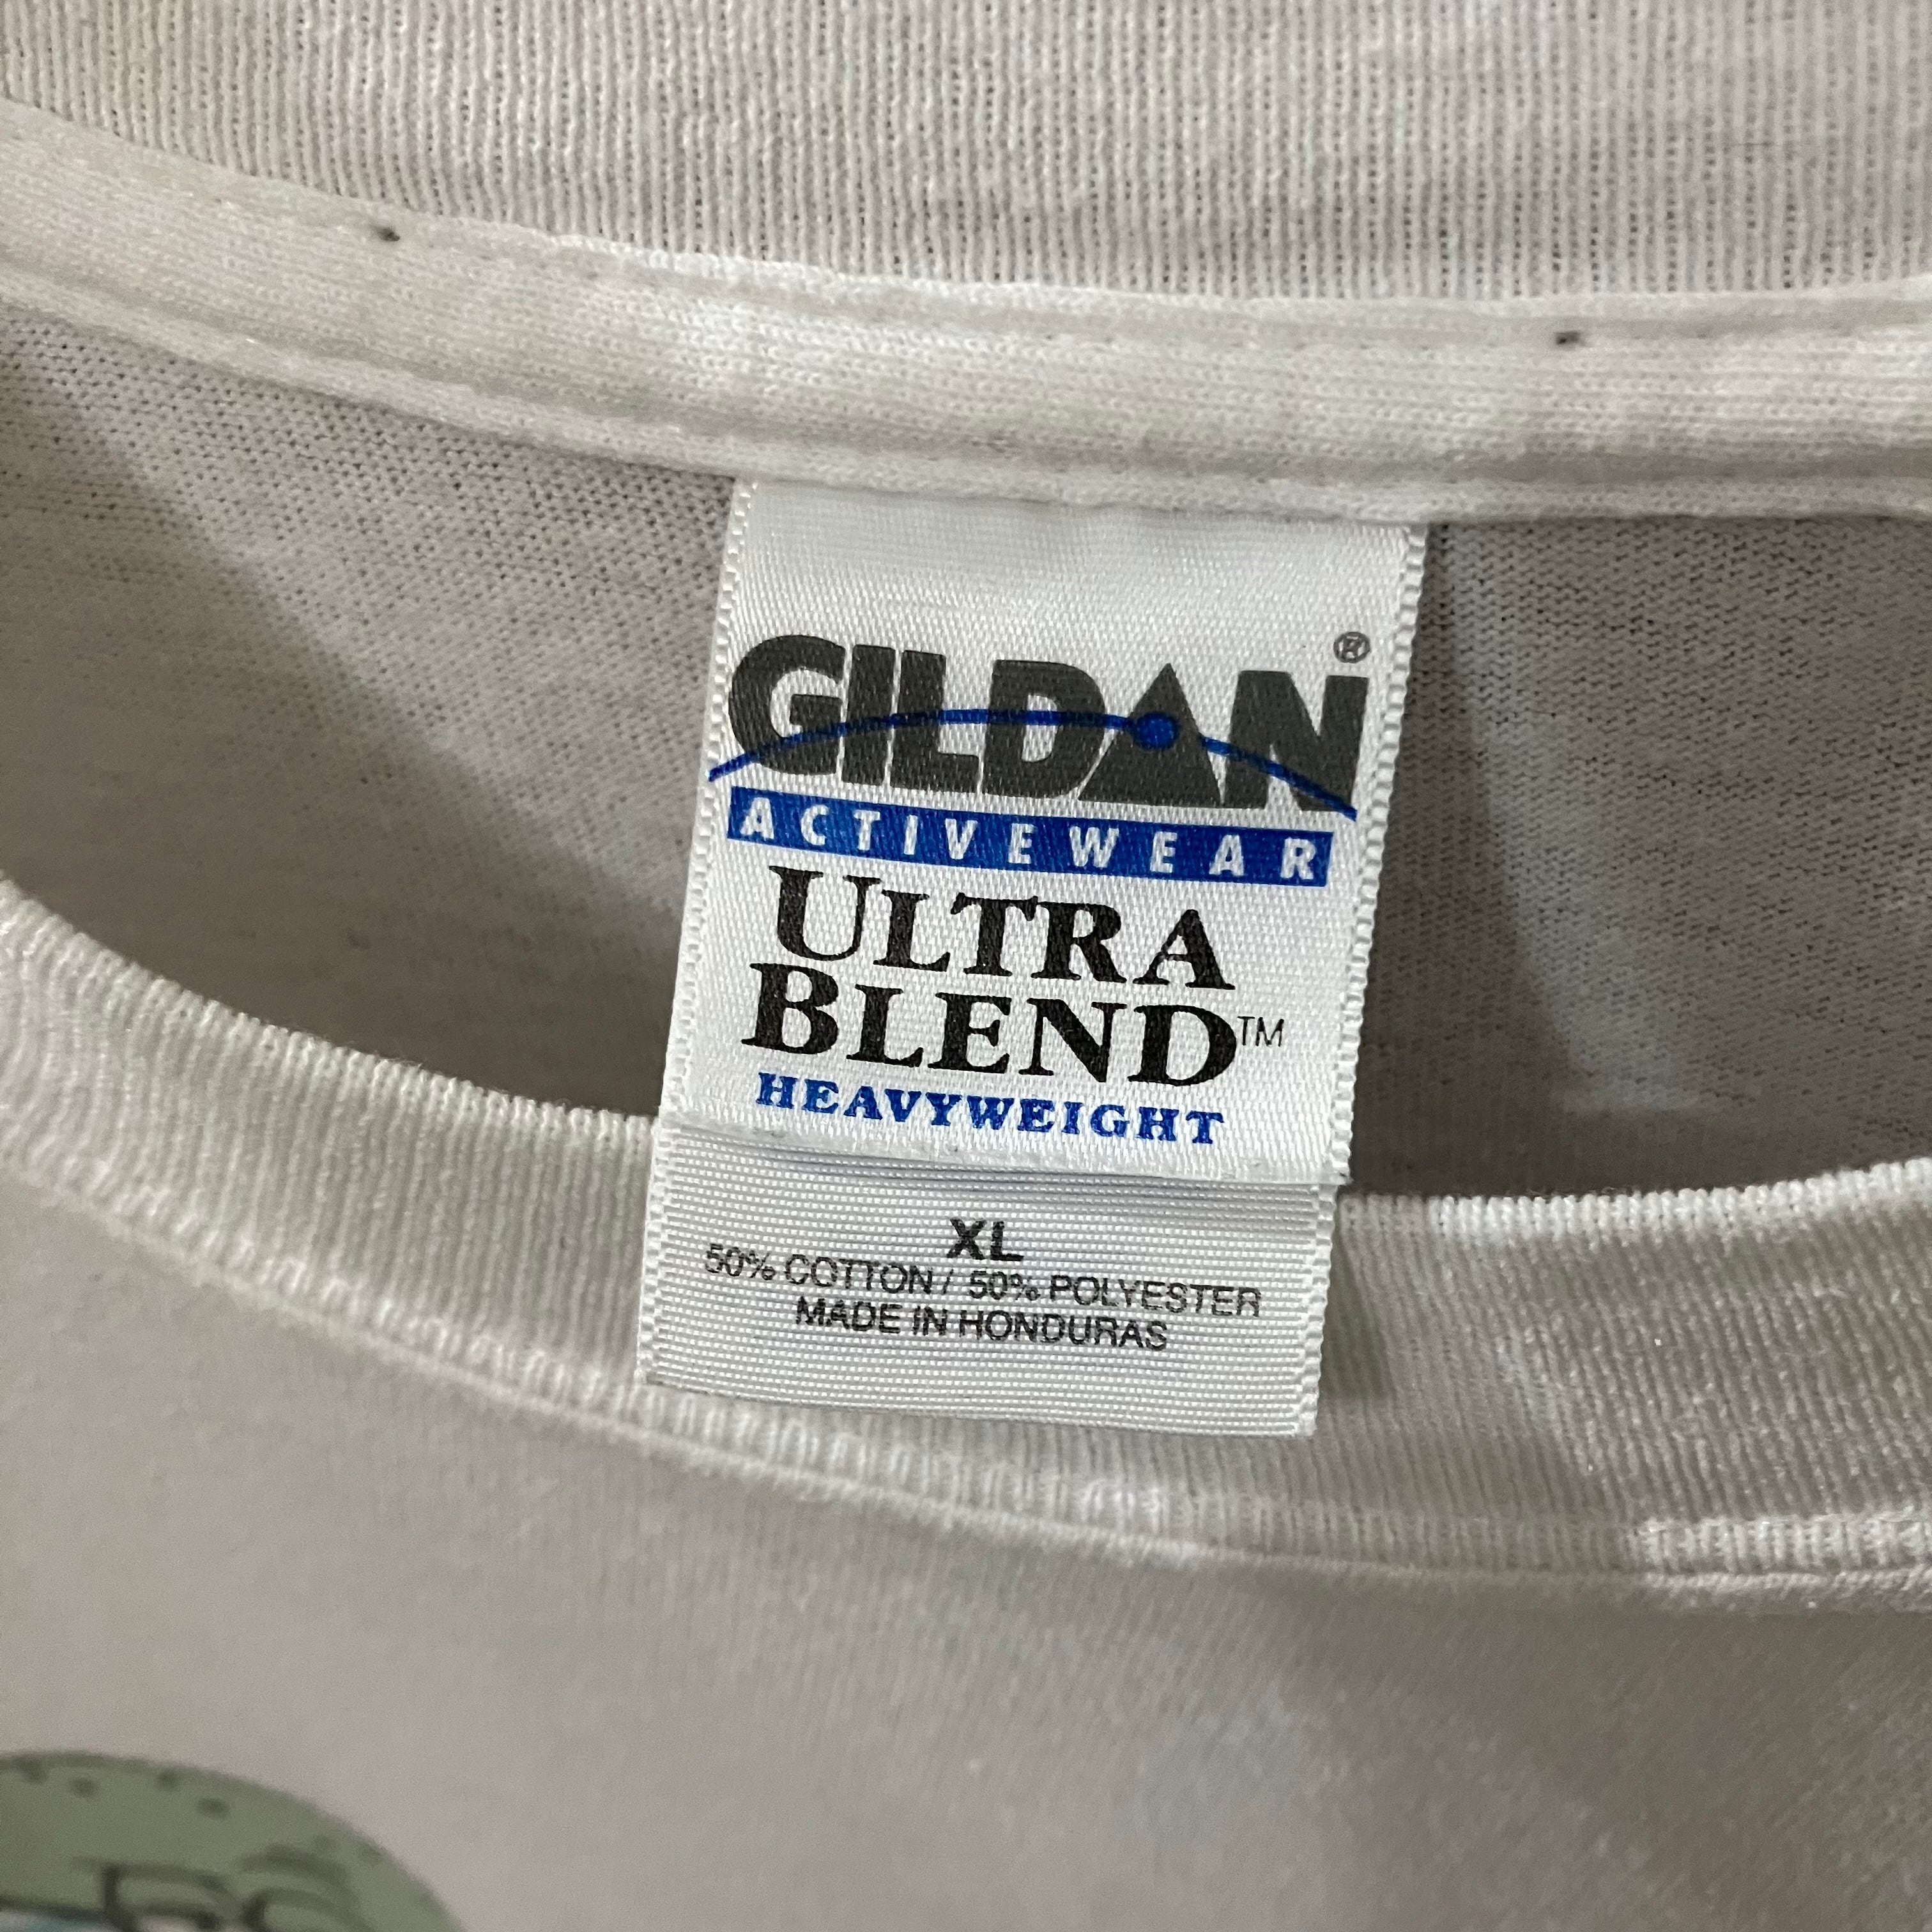 GILDAN®
ACTIVEWEAR
ULTRA
BLEND™
HEAVYWEIGHT
XL
50% COTTON / 50% POLYESTER
MADE IN HONDURAS